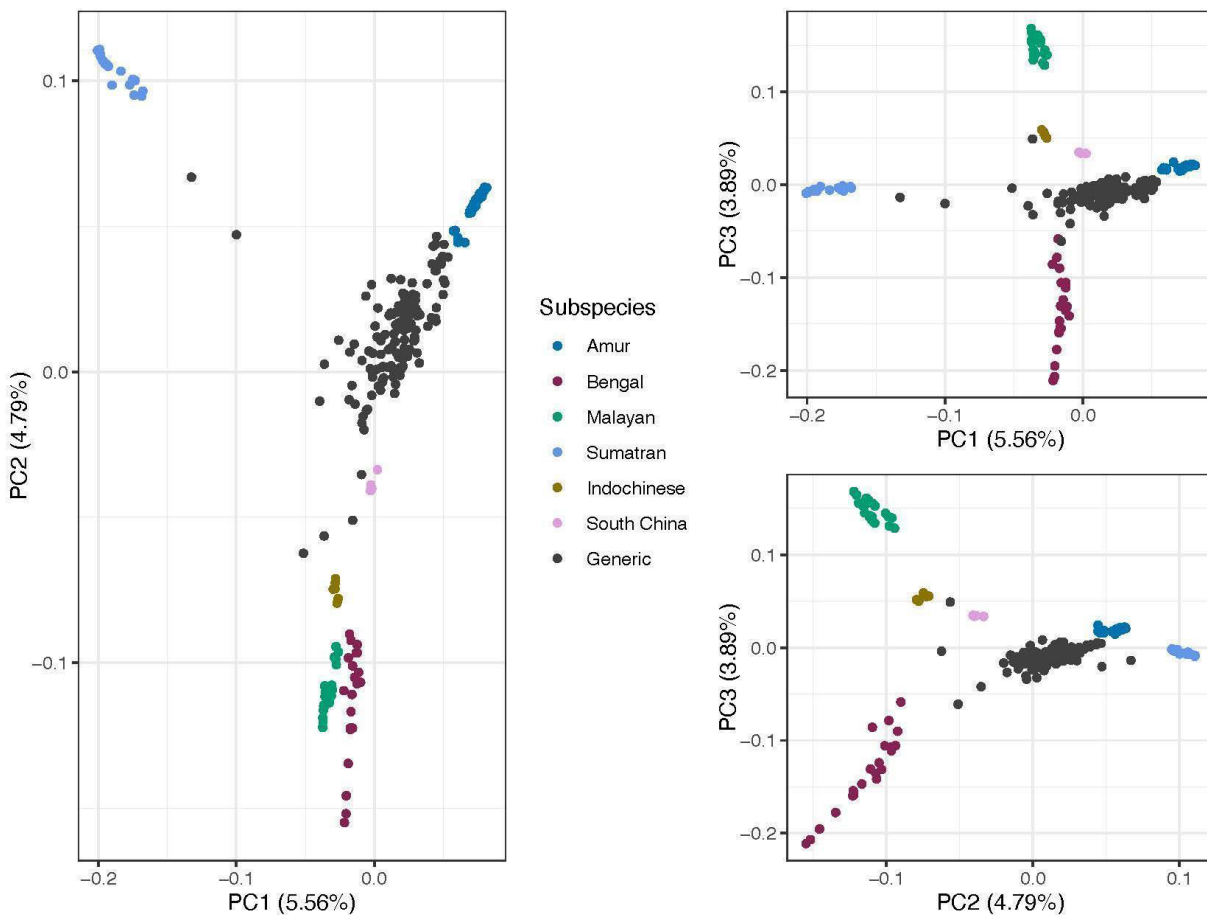 0.1
0.0
−0.1
PC2 (4.79%)
−0.2
−0.1
0.0
PC1 (5.56%)
Subspecies
Amur
Bengal
Malayan
Sumatran
Indochinese
South China
Generic
0.1
0.0
−0.1
−0.2
PC3 (3.89%)
−0.2
−0.1
0.0
PC1 (5.56%)
0.1
0.0
−0.1
−0.2
PC3 (3.89%)
−0.1
0.0
0.1
PC2 (4.79%)